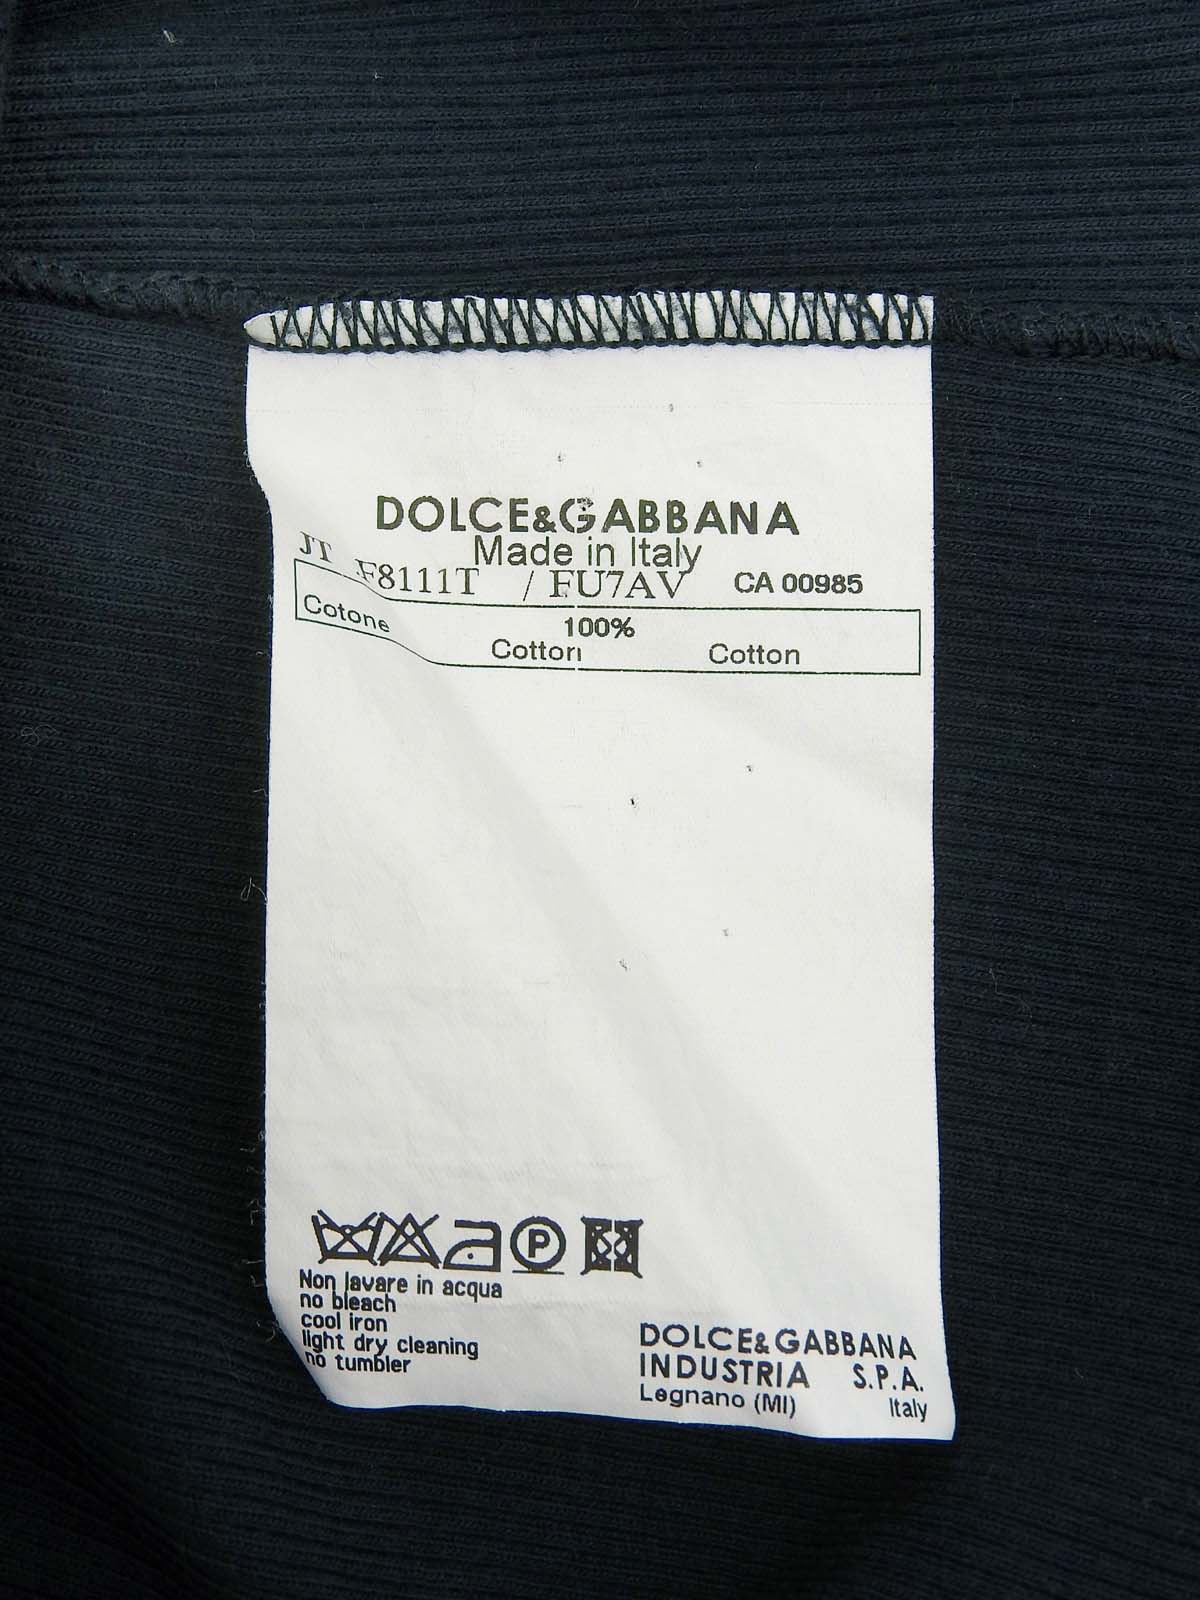 DOLCE&GABBANA
Made in Italy
JT F8111T / FU7AV CA 00985
100%
Cotone Cotton Cotton
P
Non lavare in acqua
no bleach
cool iron
light dry cleaning
no tumbler
DOLCE&GABBANA
INDUSTRIA S.P.A.
Legnano (MI) Italy